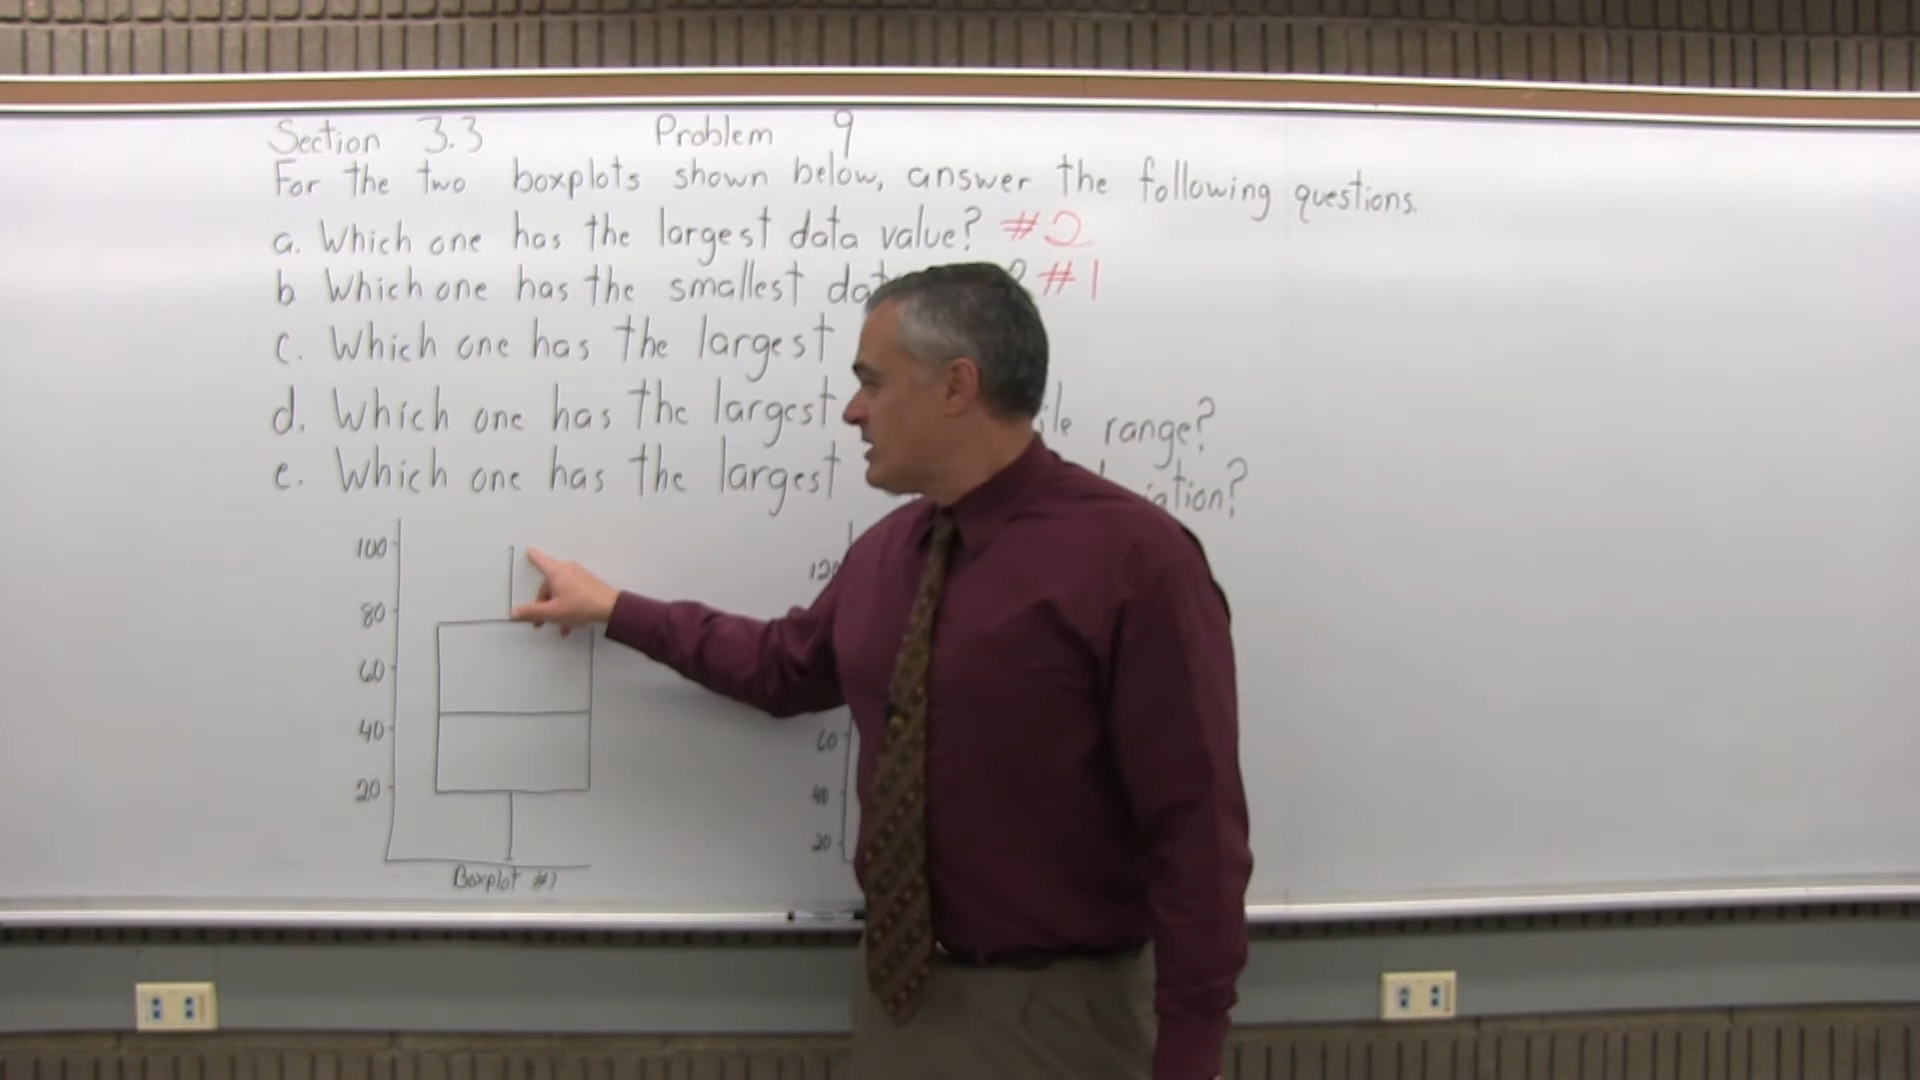 Section 3.3 Problem 9
For the two boxplots shown below, answer the following questions.
a. Which one has the largest data value? #2
b Which one has the smallest #1
c. Which one has the largest
d. Which one has the largest range?
e. Which one has the largest
100
80
60
40
20
Boxplot #1
60
40
20